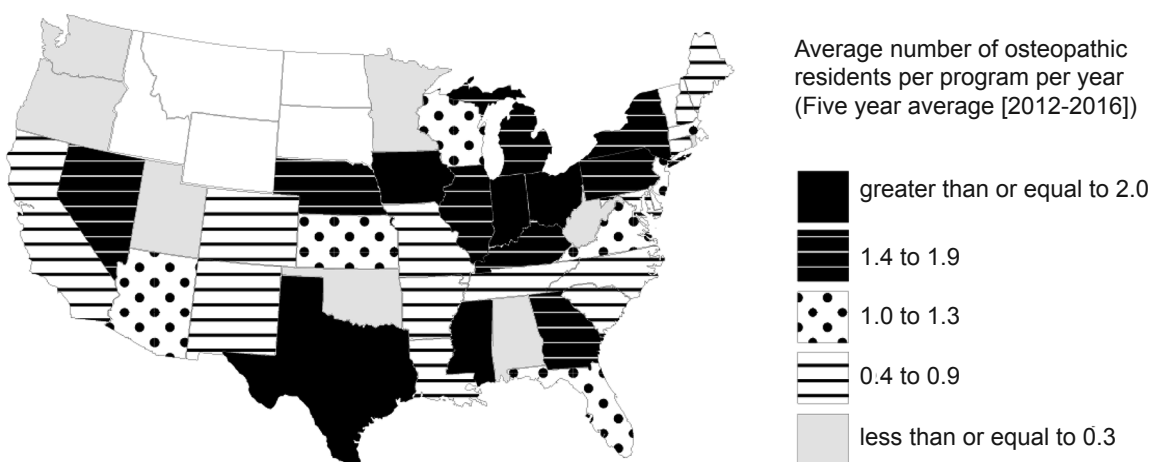 Average number of osteopathic
residents per program per year
(Five year average [2012-2016])
greater than or equal to 2.0
1.4 to 1.9
1.0 to 1.3
0.4 to 0.9
less than or equal to 0.3